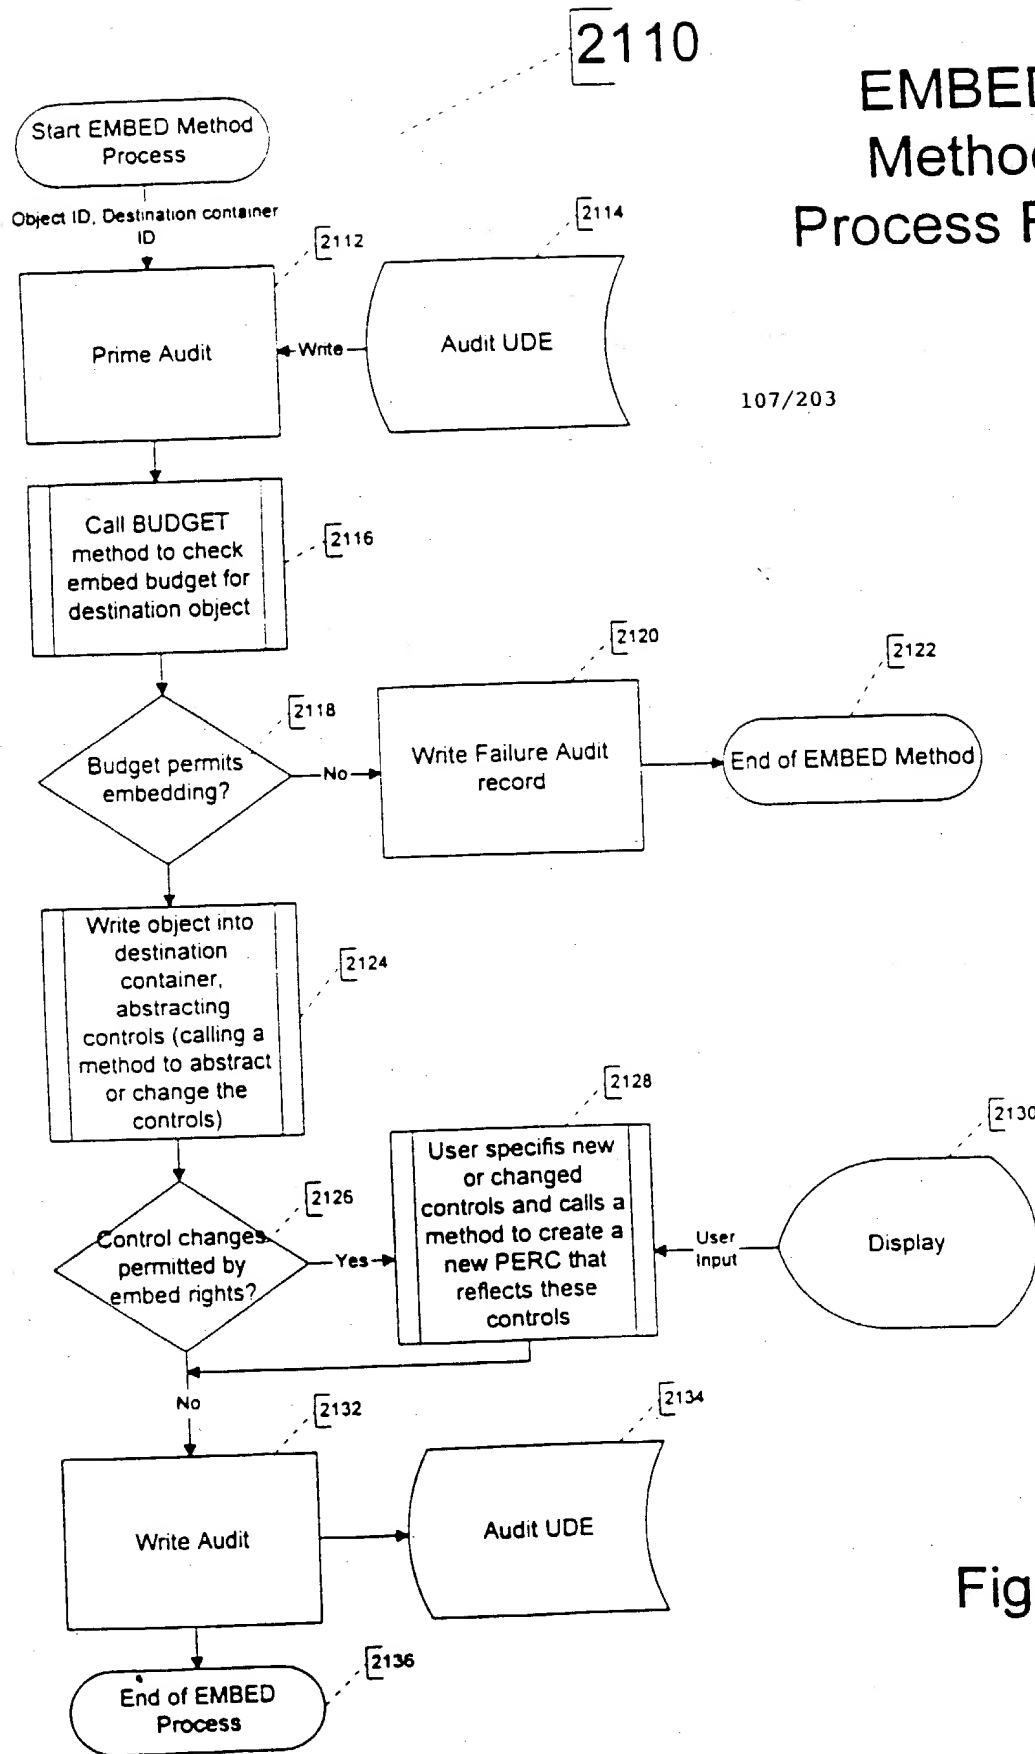 2110
EMBED
Method
Process F
Start EMBED Method
Process
Object ID, Destination container
ID
2112
2114
Prime Audit
Write
Audit UDE
107/203
Call BUDGET
method to check
embed budget for
destination object
2116
2118
Budget permits
embedding?
No
2120
Write Failure Audit
record
2122
End of EMBED Method
Write object into
destination
container,
abstracting
controls (calling a
method to abstract
or change the
controls)
2124
2126
Control changes
permitted by
embed rights?
Yes
2128
User specifis new
or changed
controls and calls a
method to create a
new PERC that
reflects these
controls
User
Input
2130
Display
No
2132
2134
Write Audit
Audit UDE
Fig
2136
End of EMBED
Process